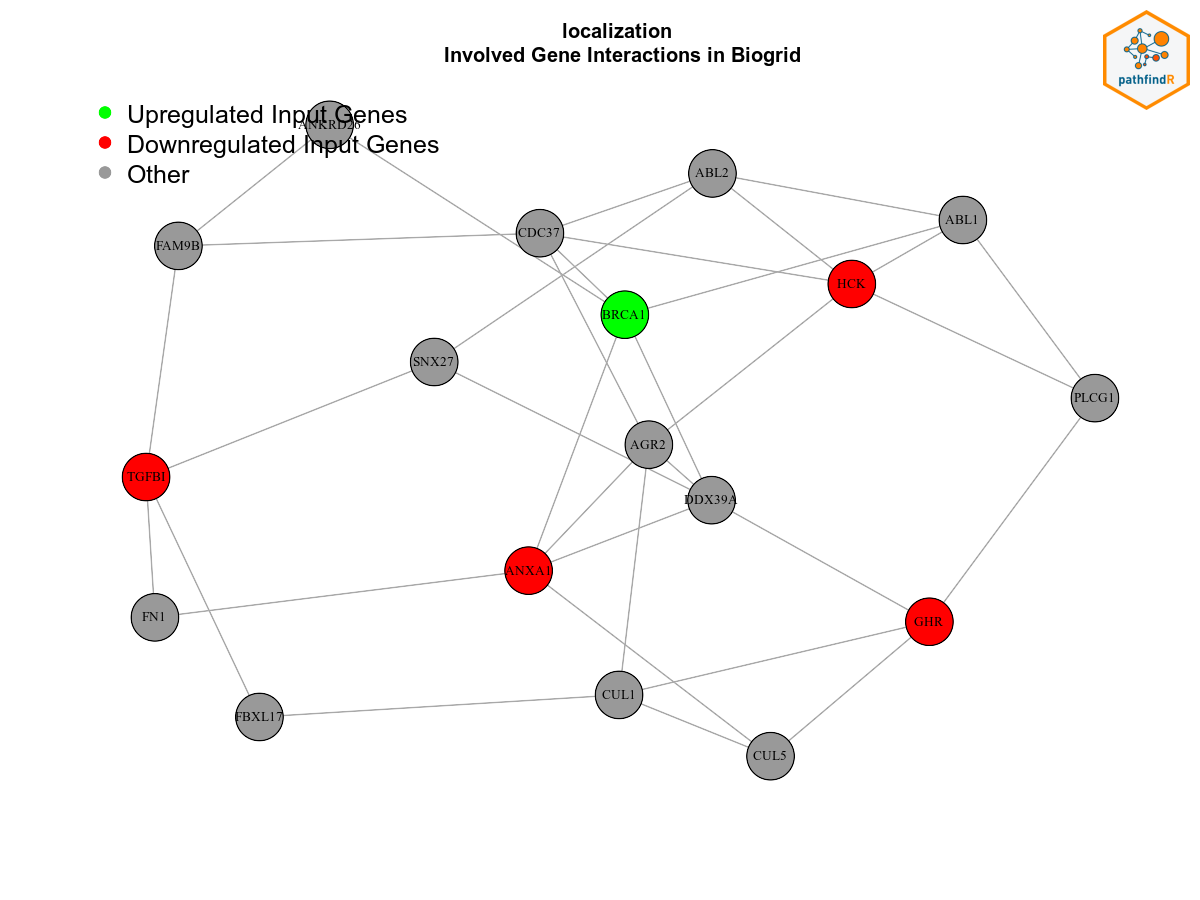 localization
Involved Gene Interactions in Biogrid
pathfindR
Upregulated Input Genes
ANKRD26
Downregulated Input Genes
Other
ABL2
ABL1
CDC37
FAM9B
HCK
BRCA1
SNX27
PLCG1
AGR2
TGFBI
DDX39A
ANXA1
FN1
GHR
CUL1
FBXL17
CUL5